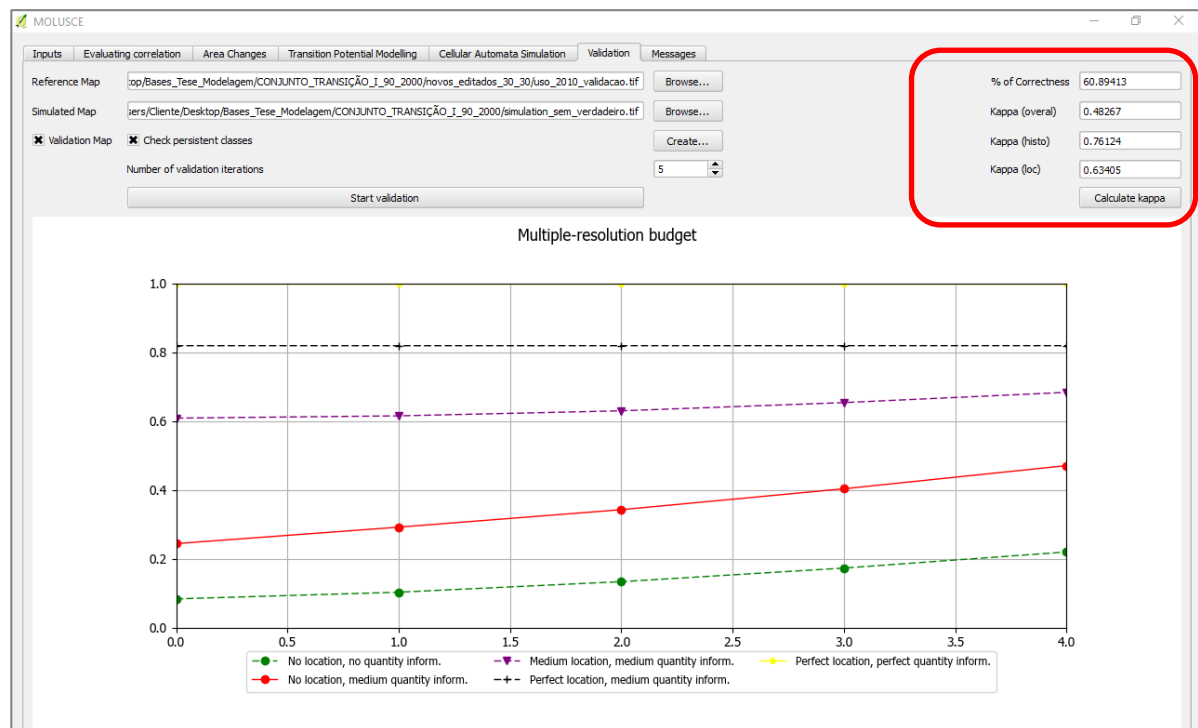 MOLUSCE
Inputs Evaluating correlation Area Changes Transition Potential Modelling Cellular Automata Simulation Validation Messages
Reference Map :op/Bases_Tese_Modelagem/CONJUNTO_TRANSIÇÃO_I_90_2000/novos_editados_30_30/uso_2010_validacao.tif Browse... % of Correctness 60.89413
Simulated Map sers/Cliente/Desktop/Bases_Tese_Modelagem/CONJUNTO_TRANSIÇÃO_I_90_2000/simulation_sem_verdadeiro.tif Browse... Kappa (overal) 0.48267
Validation Map Check persistent classes Create... Kappa (histo) 0.76124
Number of validation iterations 5 Kappa (loc) 0.63405
Start validation Calculate kappa
Multiple-resolution budget
1.0
0.8
0.6
0.4
0.2
0.0
0.0 0.5 1.0 1.5 2.0 2.5 3.0 3.5 4.0
No location, no quantity inform. Medium location, medium quantity inform. Perfect location, perfect quantity inform.
No location, medium quantity inform. Perfect location, medium quantity inform.